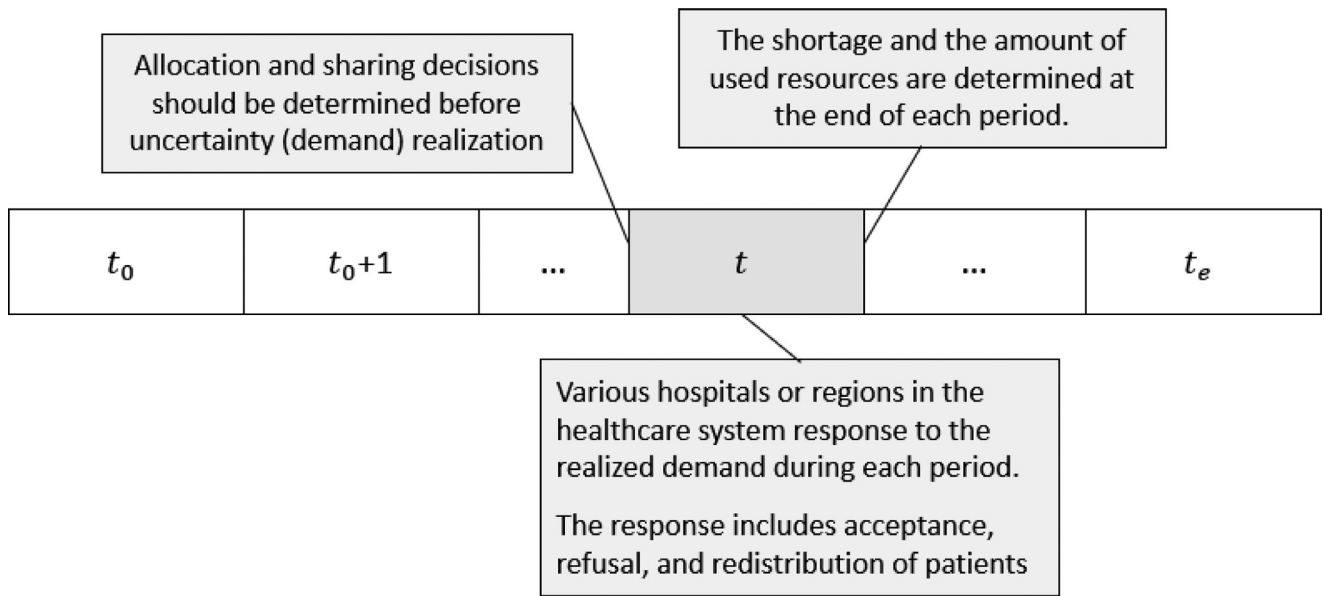 Allocation and sharing decisions
should be determined before
uncertainty (demand) realization
The shortage and the amount of
used resources are determined at
the end of each period.
t₀ t₀+1 ... t ... tₑ
Various hospitals or regions in the
healthcare system response to the
realized demand during each period.
The response includes acceptance,
refusal, and redistribution of patients